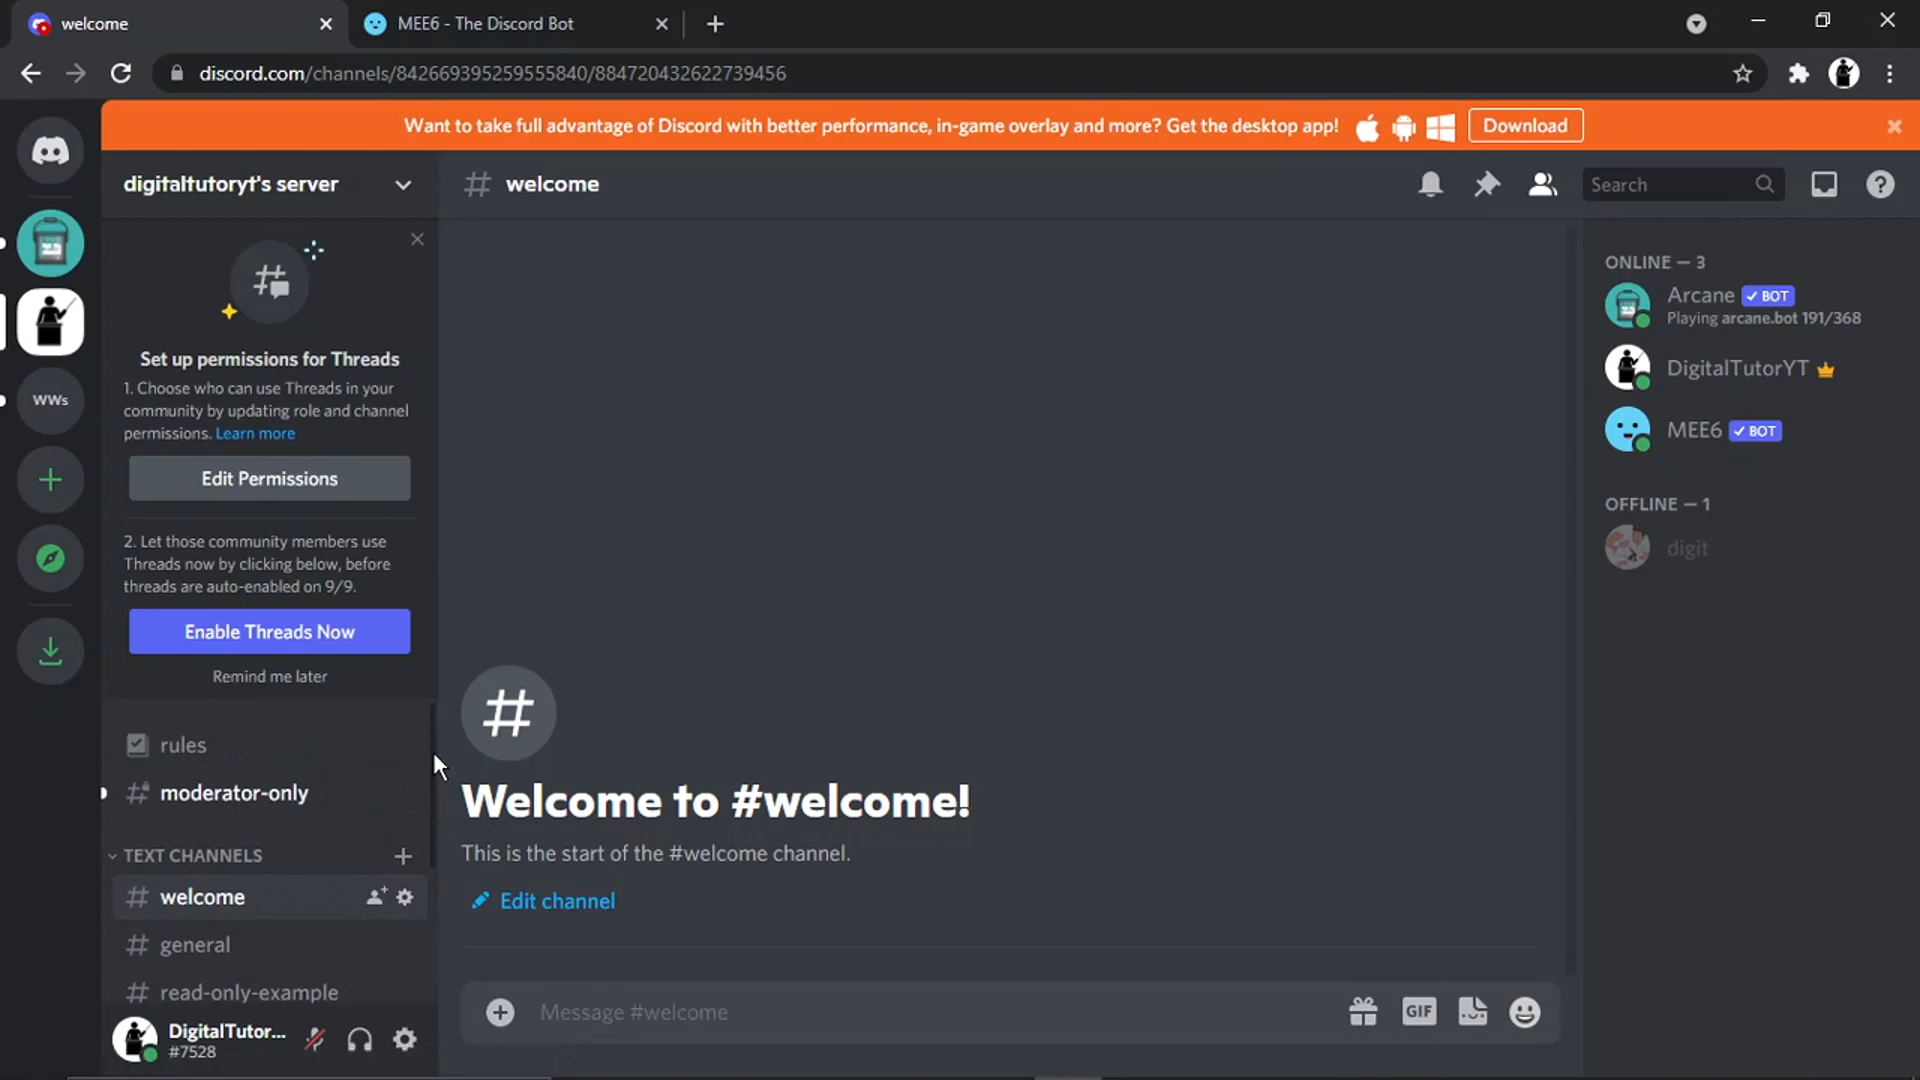 welcome
MEE6 - The Discord Bot
discord.com/channels/842669395259555840/884720432622739456
Want to take full advantage of Discord with better performance, in-game overlay and more? Get the desktop app!
Download
digitaltutoryt's server
welcome
Search
Set up permissions for Threads
1. Choose who can use Threads in your
community by updating role and channel
permissions. Learn more
Edit Permissions
2. Let those community members use
Threads now by clicking below, before
threads are auto-enabled on 9/9.
Enable Threads Now
Remind me later
WWs
rules
moderator-only
TEXT CHANNELS
welcome
general
read-only-example
DigitalTutor...
#7528
Welcome to #welcome!
This is the start of the #welcome channel.
Edit channel
Message #welcome
GIF
ONLINE — 3
Arcane BOT
Playing arcane.bot 191/368
DigitalTutorYT
MEE6 BOT
OFFLINE — 1
digit